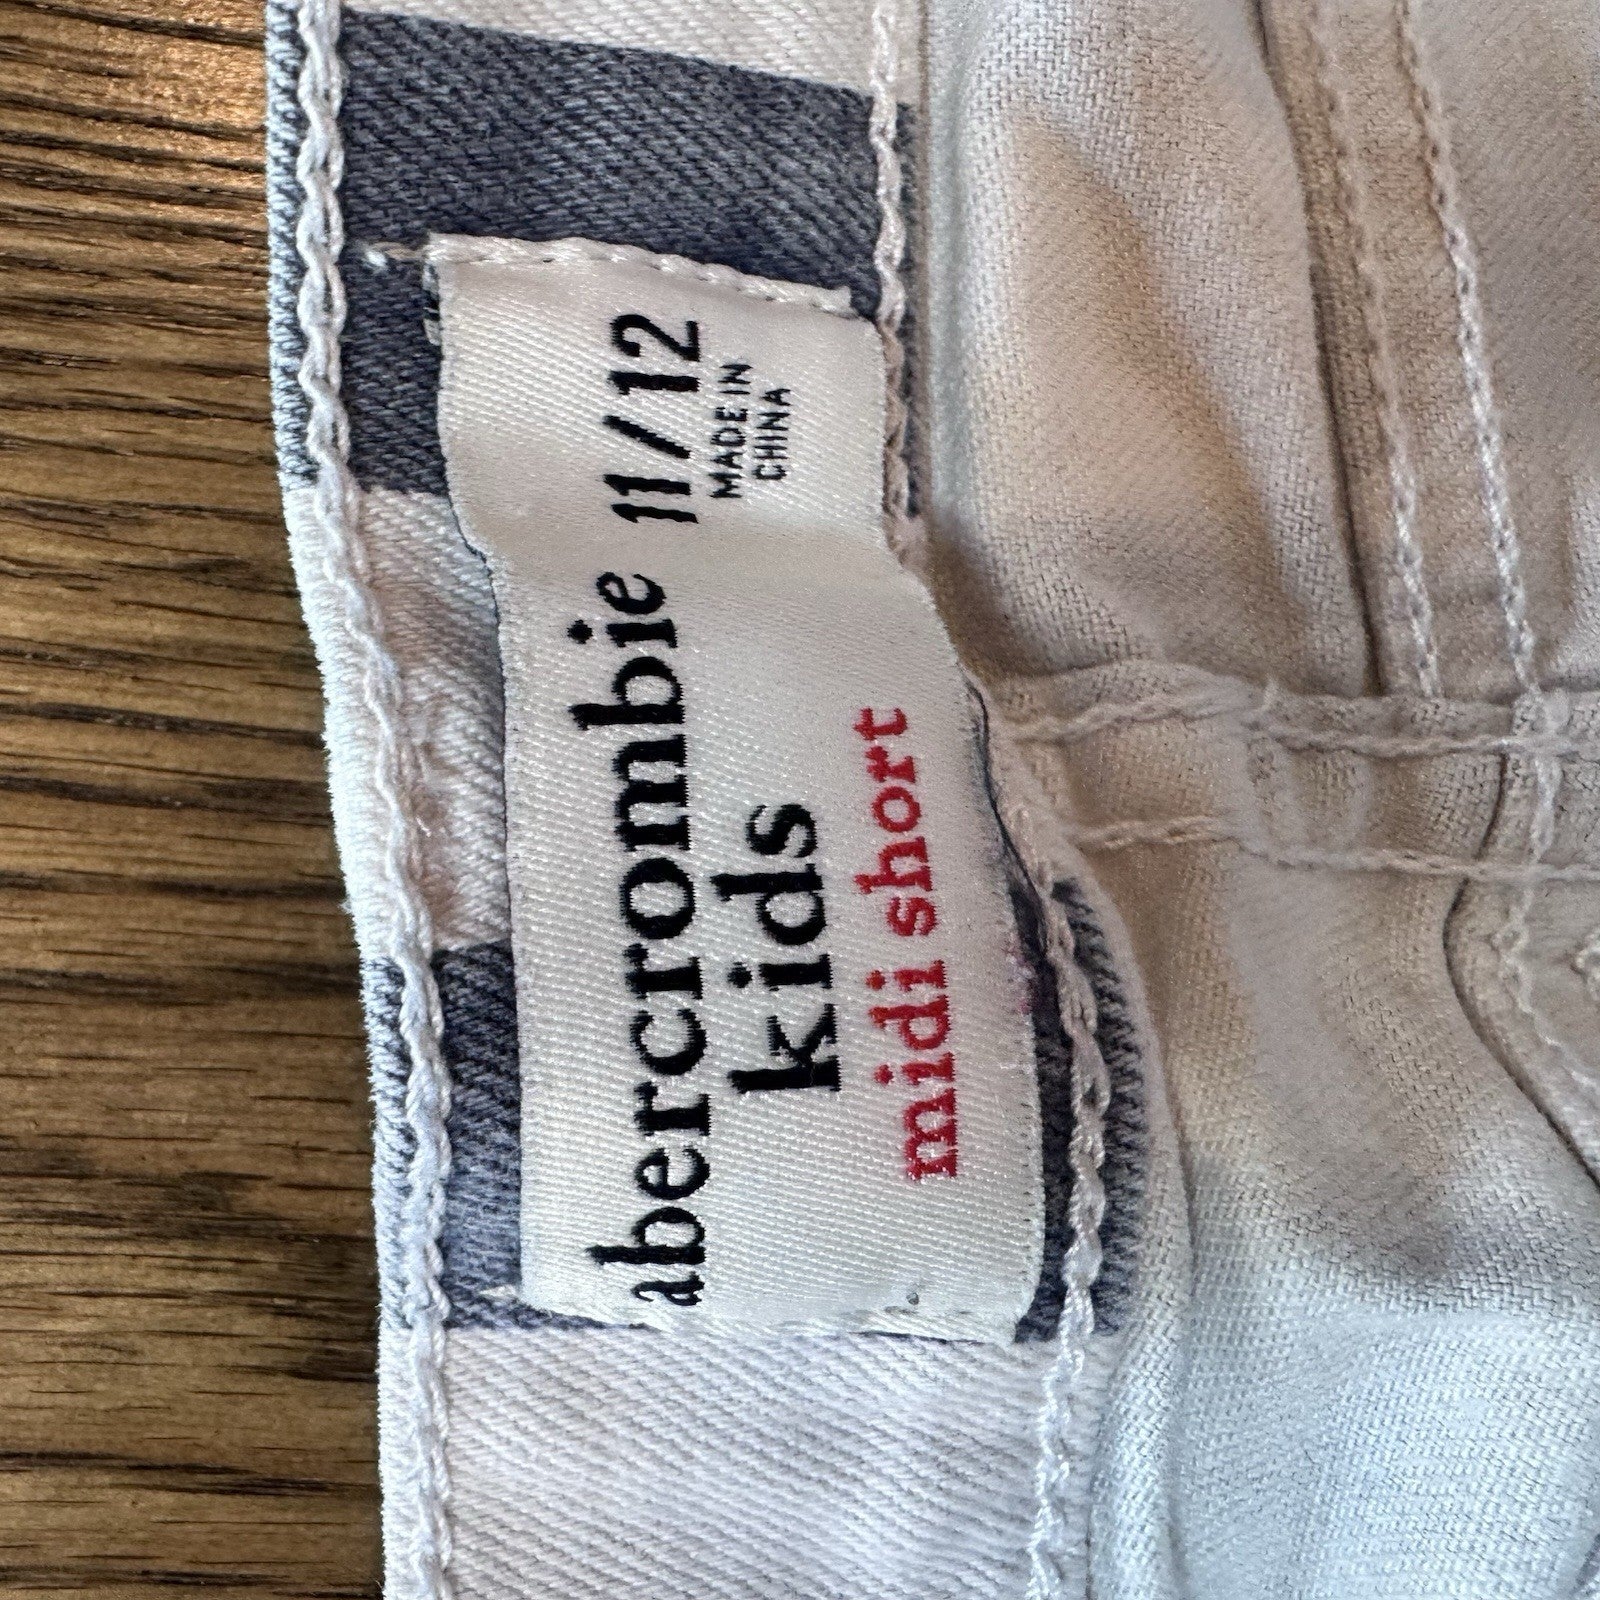 abercrombie
kids
midi short
11/12
MADE IN
CHINA